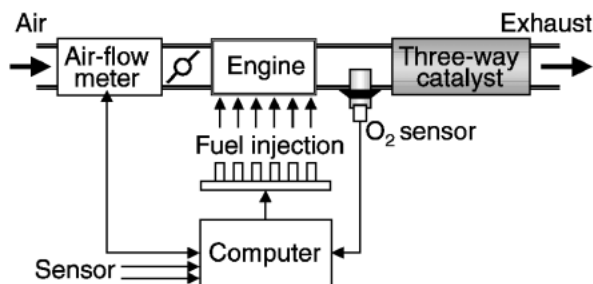 Air
Exhaust
Air-flow
meter
Engine
Three-way
catalyst
O₂ sensor
Fuel injection
Computer
Sensor